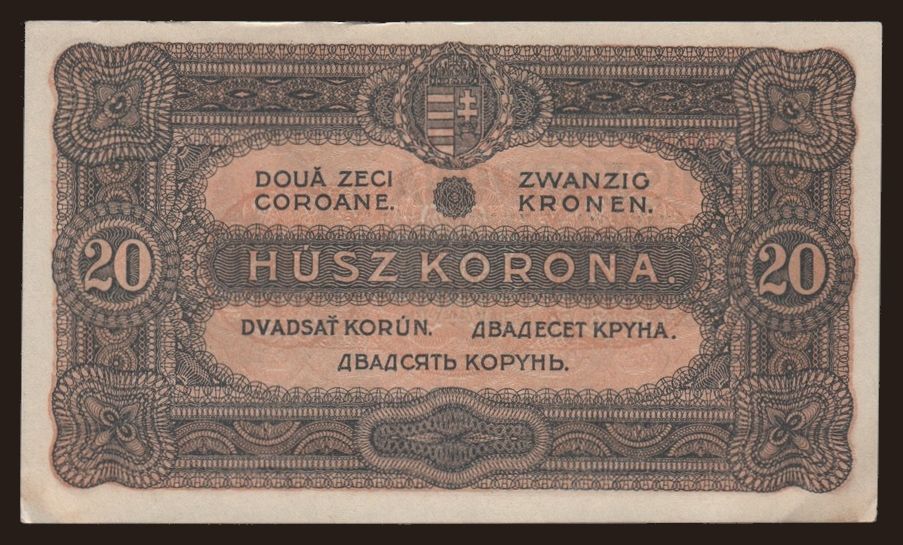 DOUĂ ZECI
COROANE.
ZWANZIG
KRONEN.
20
HÚSZ KORONA.
20
DVADSAŤ KORÚN.
ДВАДЕСЕТ КРУНА.
ДВАДСЯТЬ КОРУНЬ.